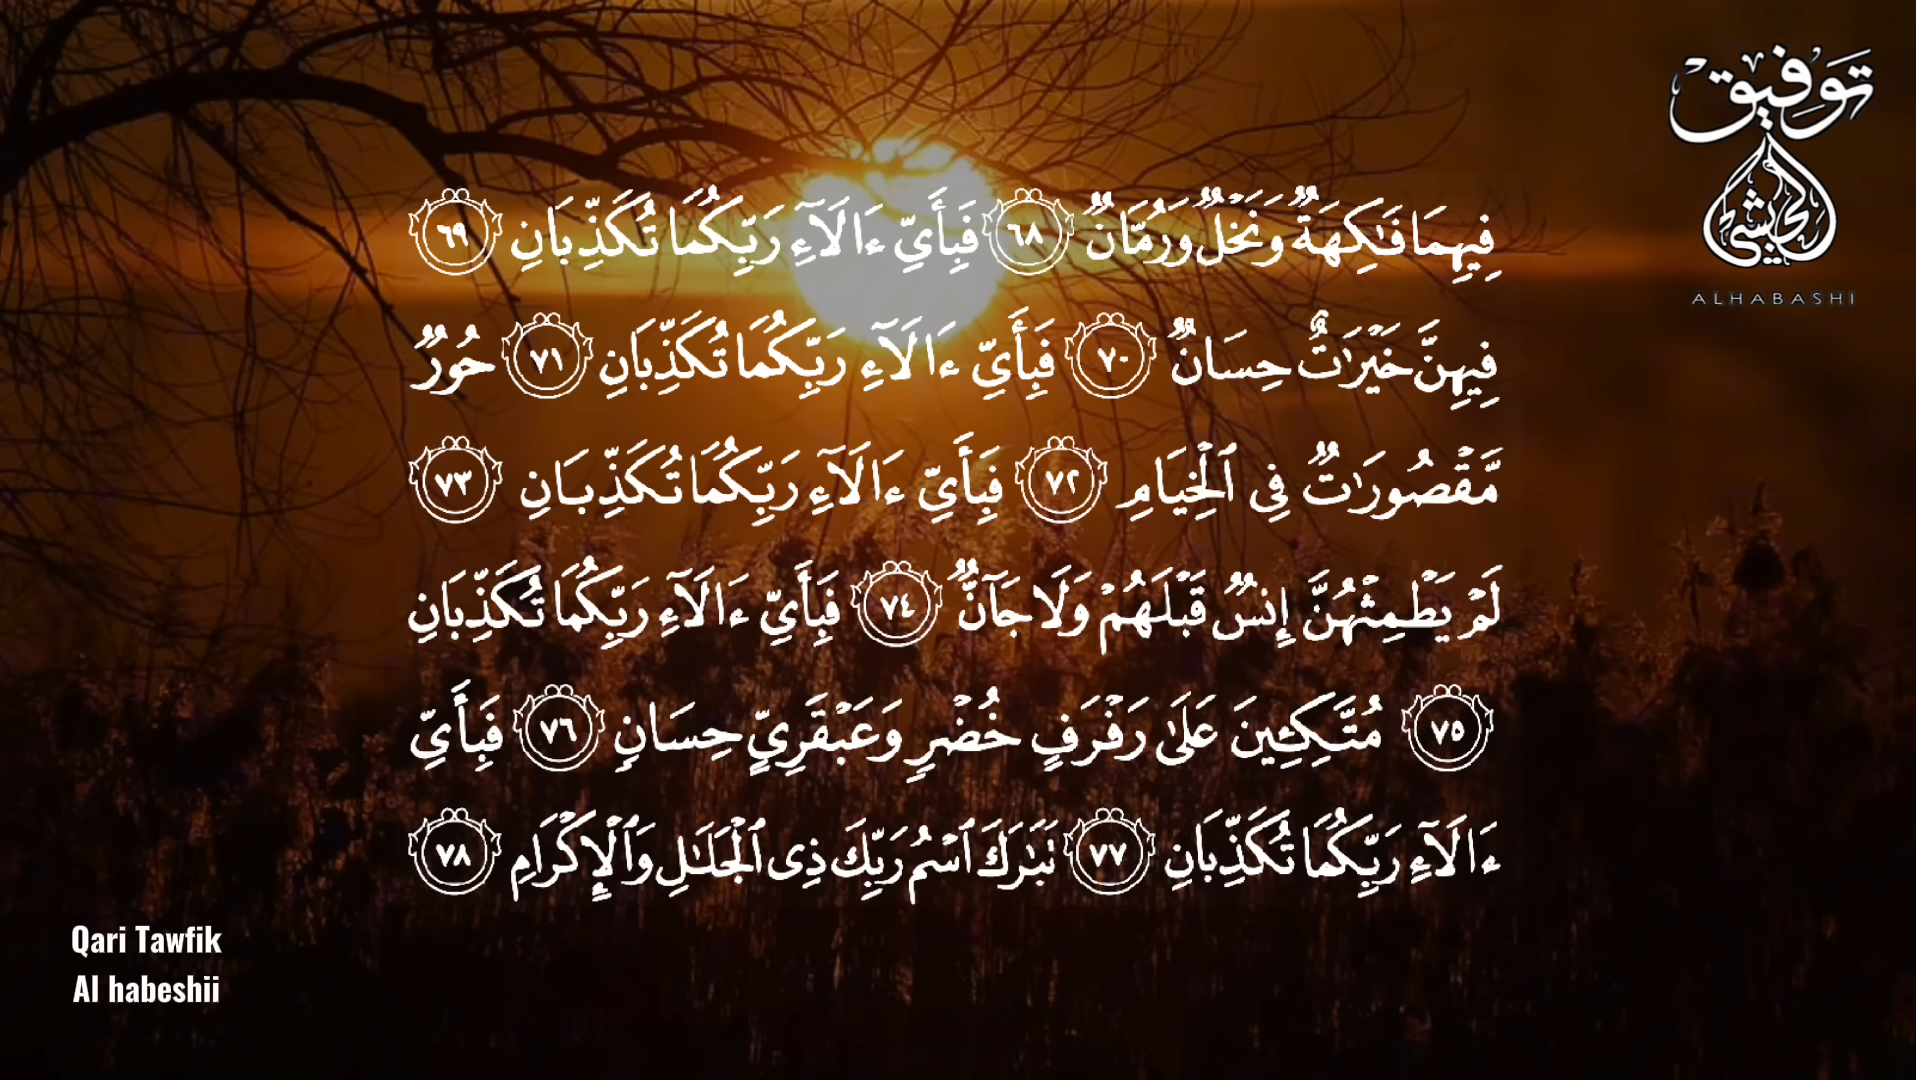 توفيق
الحبشي
ALHABASHI
فِيهِمَا فَـٰكِهَةٌ وَنَخْلٌ وَرُمَّانٌ ٦٨ فَبِأَىِّ ءَالَآءِ رَبِّكُمَا تُكَذِّبَانِ ٦٩
فِيهِنَّ خَيْرَٰتٌ حِسَانٌ ٧٠ فَبِأَىِّ ءَالَآءِ رَبِّكُمَا تُكَذِّبَانِ ٧١ حُورٌ
مَّقْصُورَٰتٌ فِى ٱلْخِيَامِ ٧٢ فَبِأَىِّ ءَالَآءِ رَبِّكُمَا تُكَذِّبَانِ ٧٣
لَمْ يَطْمِثْهُنَّ إِنسٌ قَبْلَهُمْ وَلَا جَآنٌّ ٧٤ فَبِأَىِّ ءَالَآءِ رَبِّكُمَا تُكَذِّبَانِ
٧٥ مُتَّكِـِٔينَ عَلَىٰ رَفْرَفٍ خُضْرٍ وَعَبْقَرِىٍّ حِسَانٍ ٧٦ فَبِأَىِّ
ءَالَآءِ رَبِّكُمَا تُكَذِّبَانِ ٧٧ تَبَـٰرَكَ ٱسْمُ رَبِّكَ ذِى ٱلْجَلَـٰلِ وَٱلْإِكْرَامِ ٧٨
Qari Tawfik
Al habeshii